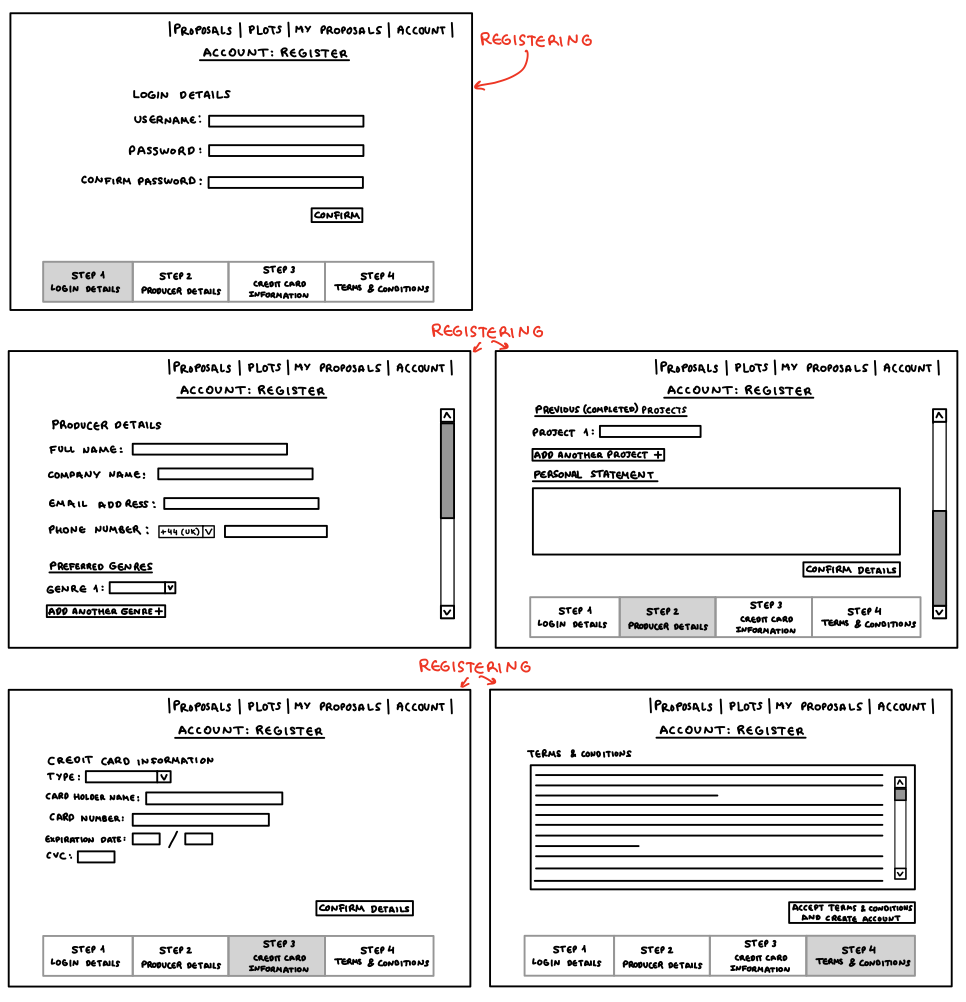 |PROPOSALS | PLOTS | MY PROPOSALS | ACCOUNT |
ACCOUNT: REGISTER
REGISTERING
LOGIN DETAILS
USERNAME:
PASSWORD:
CONFIRM PASSWORD:
CONFIRM
STEP 1
LOGIN DETAILS
STEP 2
PRODUCER DETAILS
STEP 3
CREDIT CARD
INFORMATION
STEP 4
TERMS & CONDITIONS
REGISTERING
|PROPOSALS | PLOTS | MY PROPOSALS | ACCOUNT |
ACCOUNT: REGISTER
PRODUCER DETAILS
FULL NAME:
COMPANY NAME:
EMAIL ADDRESS:
PHONE NUMBER: +44 (UK)
PREFERRED GENRES
GENRE 1:
ADD ANOTHER GENRE +
|PROPOSALS | PLOTS | MY PROPOSALS | ACCOUNT |
ACCOUNT: REGISTER
PREVIOUS (COMPLETED) PROJECTS
PROJECT 1:
ADD ANOTHER PROJECT +
PERSONAL STATEMENT
CONFIRM DETAILS
STEP 1
LOGIN DETAILS
STEP 2
PRODUCER DETAILS
STEP 3
CREDIT CARD
INFORMATION
STEP 4
TERMS & CONDITIONS
REGISTERING
|PROPOSALS | PLOTS | MY PROPOSALS | ACCOUNT |
ACCOUNT: REGISTER
CREDIT CARD INFORMATION
TYPE:
CARD HOLDER NAME:
CARD NUMBER:
EXPIRATION DATE: /
CVC:
CONFIRM DETAILS
STEP 1
LOGIN DETAILS
STEP 2
PRODUCER DETAILS
STEP 3
CREDIT CARD
INFORMATION
STEP 4
TERMS & CONDITIONS
|PROPOSALS | PLOTS | MY PROPOSALS | ACCOUNT |
ACCOUNT: REGISTER
TERMS & CONDITIONS
ACCEPT TERMS & CONDITIONS
AND CREATE ACCOUNT
STEP 1
LOGIN DETAILS
STEP 2
PRODUCER DETAILS
STEP 3
CREDIT CARD
INFORMATION
STEP 4
TERMS & CONDITIONS